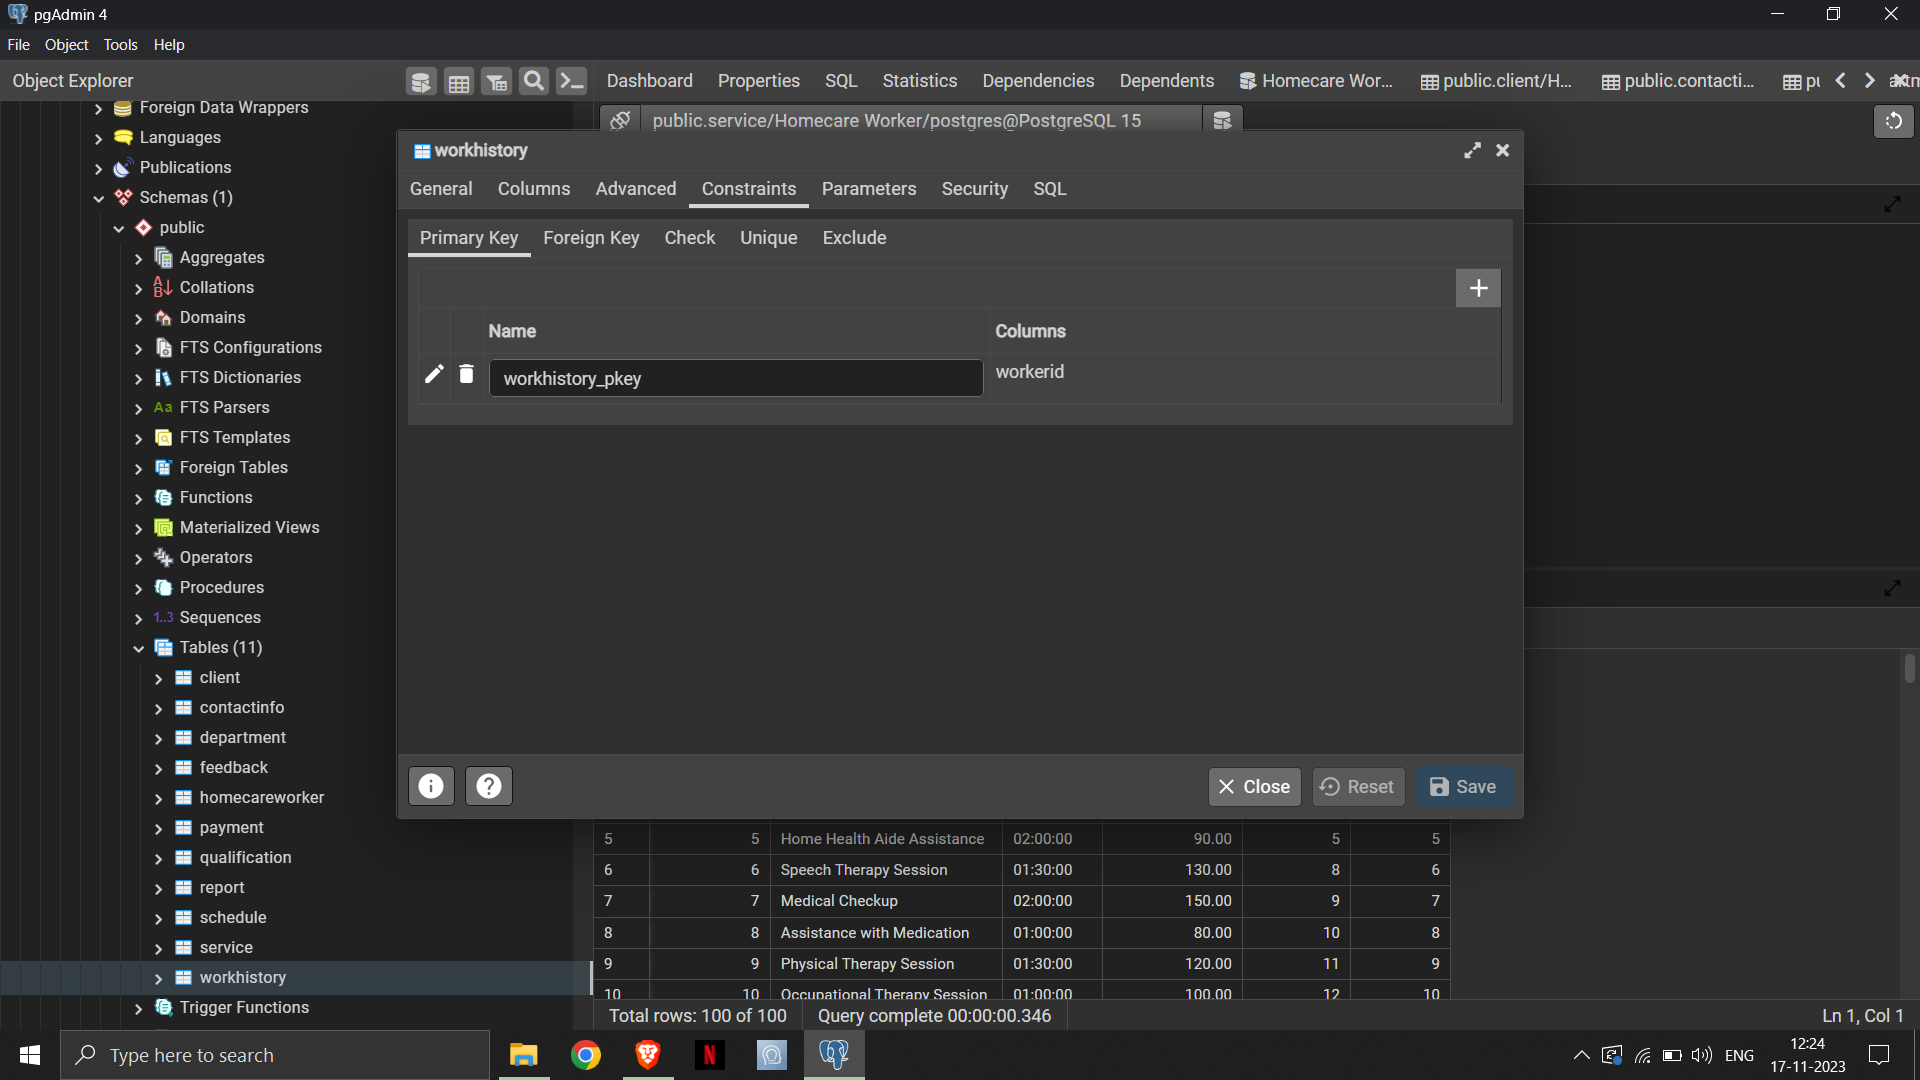 pgAdmin 4
File Object Tools Help
Object Explorer
Dashboard Properties SQL Statistics Dependencies Dependents Homecare Wor... public.client/H... public.contacti... pu
public.service/Homecare Worker/postgres@PostgreSQL 15
Foreign Data Wrappers
Languages
Publications
Schemas (1)
public
Aggregates
Collations
Domains
FTS Configurations
FTS Dictionaries
Aa FTS Parsers
FTS Templates
Foreign Tables
Functions
Materialized Views
Operators
Procedures
1..3 Sequences
Tables (11)
client
contactinfo
department
feedback
homecareworker
payment
qualification
report
schedule
service
workhistory
Trigger Functions
workhistory
General Columns Advanced Constraints Parameters Security SQL
Primary Key Foreign Key Check Unique Exclude
Name Columns
workhistory_pkey workerid
Close Reset Save
5 5 Home Health Aide Assistance 02:00:00 90.00 5 5
6 6 Speech Therapy Session 01:30:00 130.00 8 6
7 7 Medical Checkup 02:00:00 150.00 9 7
8 8 Assistance with Medication 01:00:00 80.00 10 8
9 9 Physical Therapy Session 01:30:00 120.00 11 9
10 10 Occupational Therapy Session 01:00:00 100.00 12 10
Total rows: 100 of 100 Query complete 00:00:00.346 Ln 1, Col 1
Type here to search
ENG
12:24
17-11-2023